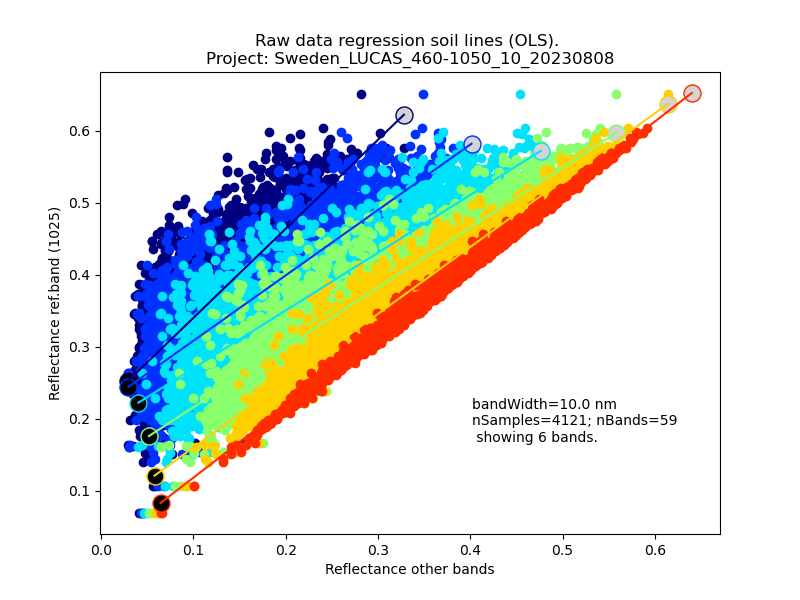 Raw data regression soil lines (OLS).
Project: Sweden_LUCAS_460-1050_10_20230808
Reflectance ref.band (1025)
0.6
0.5
0.4
0.3
0.2
0.1
bandWidth=10.0 nm
nSamples=4121; nBands=59
showing 6 bands.
0.0 0.1 0.2 0.3 0.4 0.5 0.6
Reflectance other bands